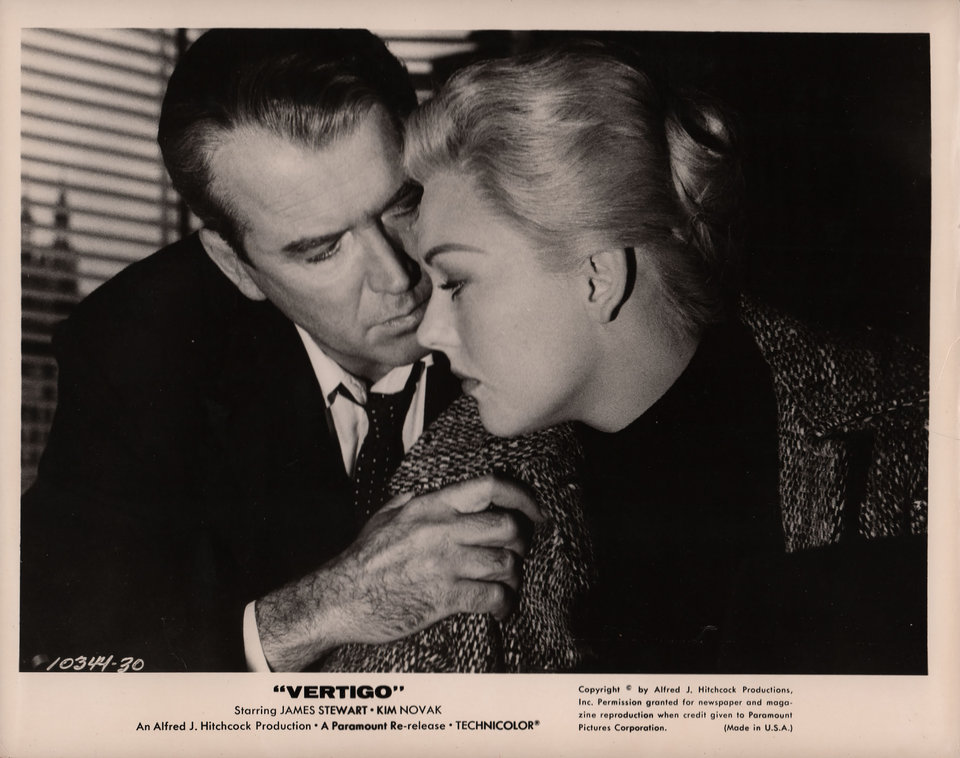 10344-30
"VERTIGO"
Starring JAMES STEWART • KIM NOVAK
An Alfred J. Hitchcock Production • A Paramount Re-release • TECHNICOLOR®
Copyright © by Alfred J. Hitchcock Productions,
Inc. Permission granted for newspaper and maga-
zine reproduction when credit given to Paramount
Pictures Corporation. (Made in U.S.A.)